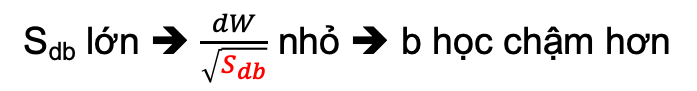 S_db lớn ➔ dW/√S_db nhỏ ➔ b học chậm hơn